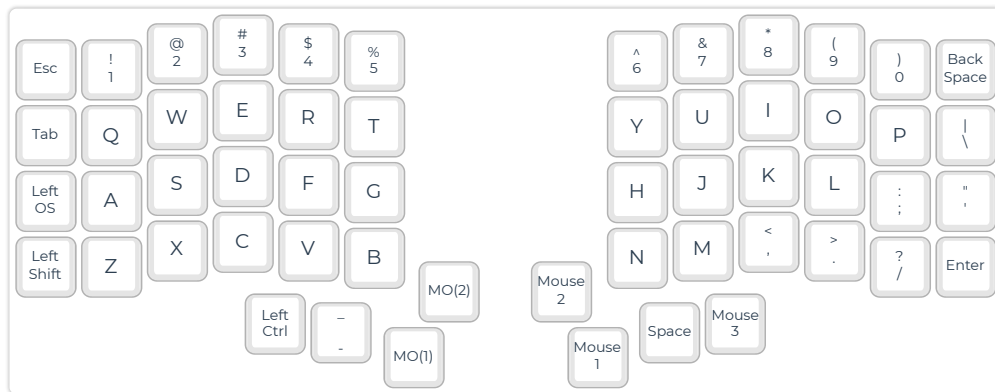 Esc
!
1
@
2
#
3
$
4
%
5
^
6
&
7
*
8
(
9
)
0
Back
Space
Tab
Q
W
E
R
T
Y
U
I
O
P
|
\
Left
OS
A
S
D
F
G
H
J
K
L
:
;
"
'
Left
Shift
Z
X
C
V
B
N
M
<
,
>
.
?
/
Enter
Left
Ctrl
_
-
MO(2)
MO(1)
Mouse
2
Mouse
1
Space
Mouse
3